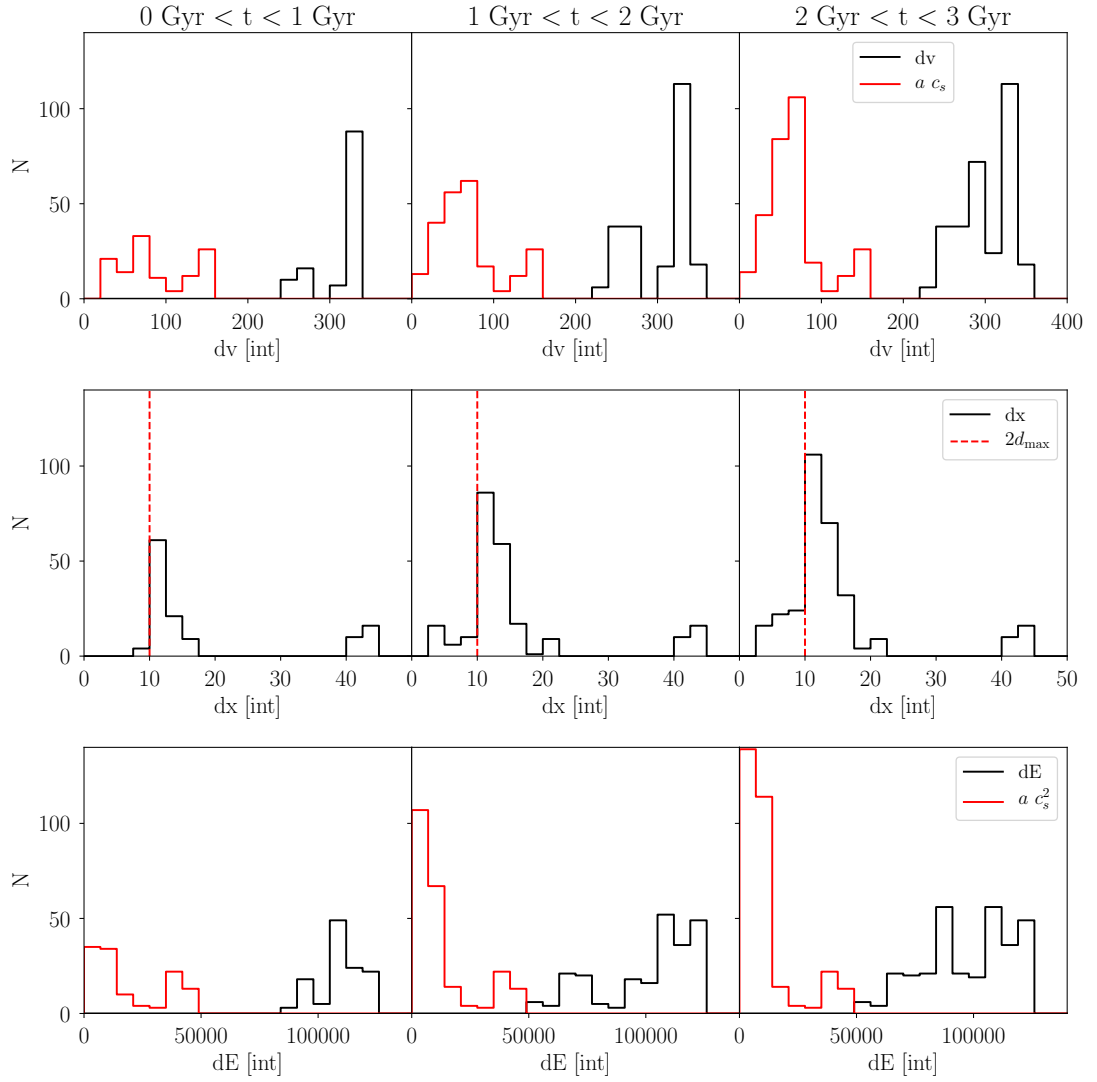 0 Gyr < t < 1 Gyr
1 Gyr < t < 2 Gyr
2 Gyr < t < 3 Gyr
N
100
50
0
dv
a c_s
0 100 200 300
0 100 200 300
0 100 200 300 400
dv [int]
dv [int]
dv [int]
N
100
50
0
dx
2d_max
0 10 20 30 40
0 10 20 30 40
0 10 20 30 40 50
dx [int]
dx [int]
dx [int]
N
100
50
0
dE
a c_s^2
0 50000 100000
0 50000 100000
0 50000 100000
dE [int]
dE [int]
dE [int]